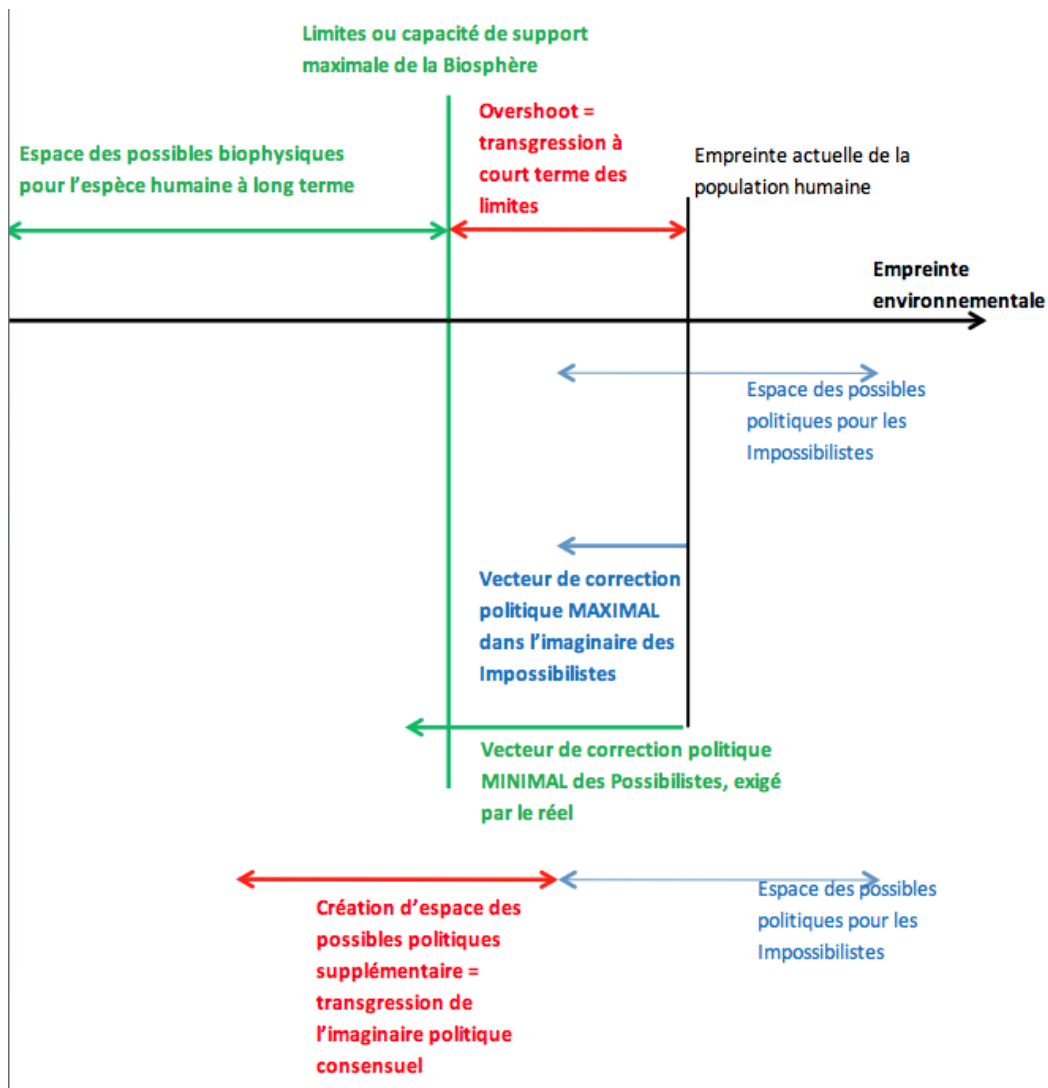 Limites ou capacité de support
maximale de la Biosphère
Overshoot =
transgression à
court terme des
limites
Espace des possibles biophysiques
pour l’espèce humaine à long terme
Empreinte actuelle de la
population humaine
Empreinte
environnementale
Espace des possibles
politiques pour les
Impossibilistes
Vecteur de correction
politique MAXIMAL
dans l’imaginaire des
Impossibilistes
Vecteur de correction politique
MINIMAL des Possibilistes, exigé
par le réel
Création d’espace des
possibles politiques
supplémentaire =
transgression de
l’imaginaire politique
consensuel
Espace des possibles
politiques pour les
Impossibilistes